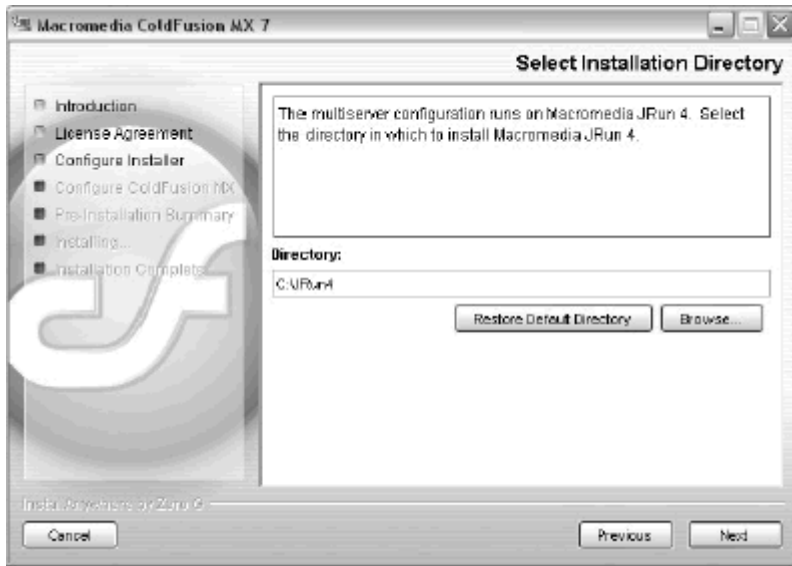 Macromedia ColdFusion MX 7
Select Installation Directory
Introduction
License Agreement
Configure Installer
Configure ColdFusion MX
Pre-Installation Summary
Installing...
Installation Complete
The multiserver configuration runs on Macromedia JRun 4. Select
the directory in which to install Macromedia JRun 4.
Directory:
C:\JRun4
Restore Default Directory
Browse...
InstallAnywhere by Zero G
Cancel
Previous
Next